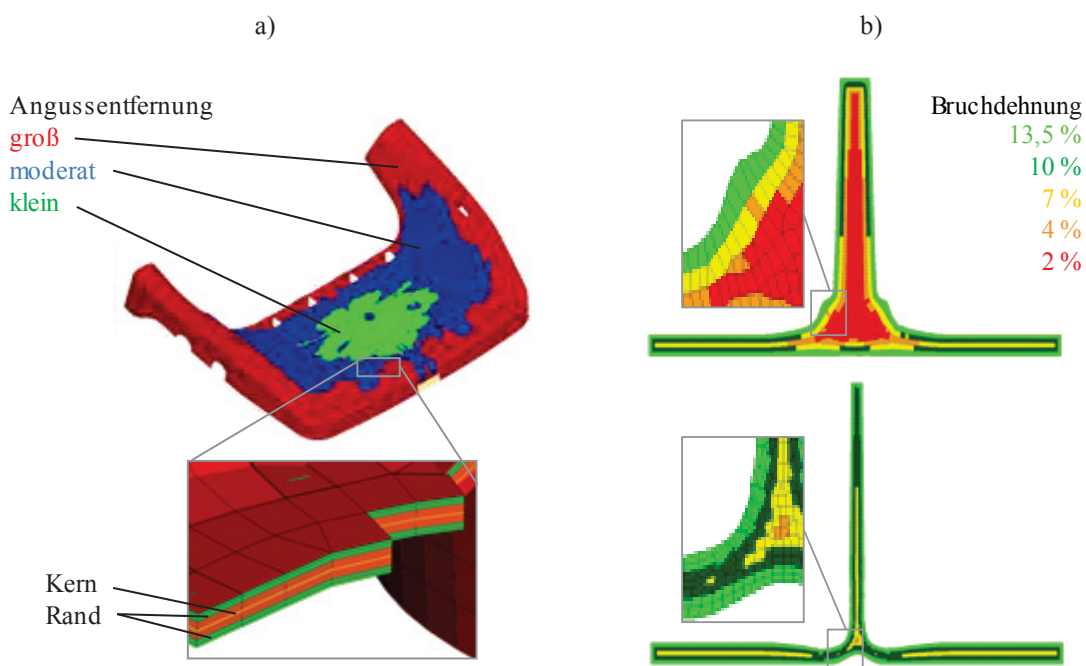 a)
b)
Angussentfernung
groß
moderat
klein
Kern
Rand
Bruchdehnung
13,5 %
10 %
7 %
4 %
2 %